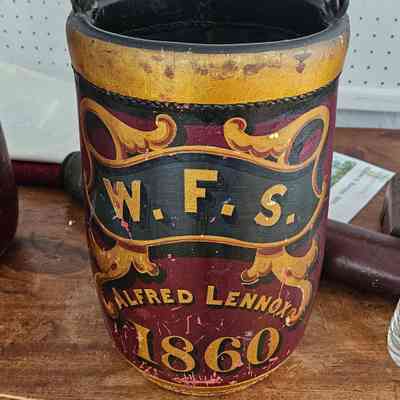 W. F. S.
ALFRED LENNOX
1860